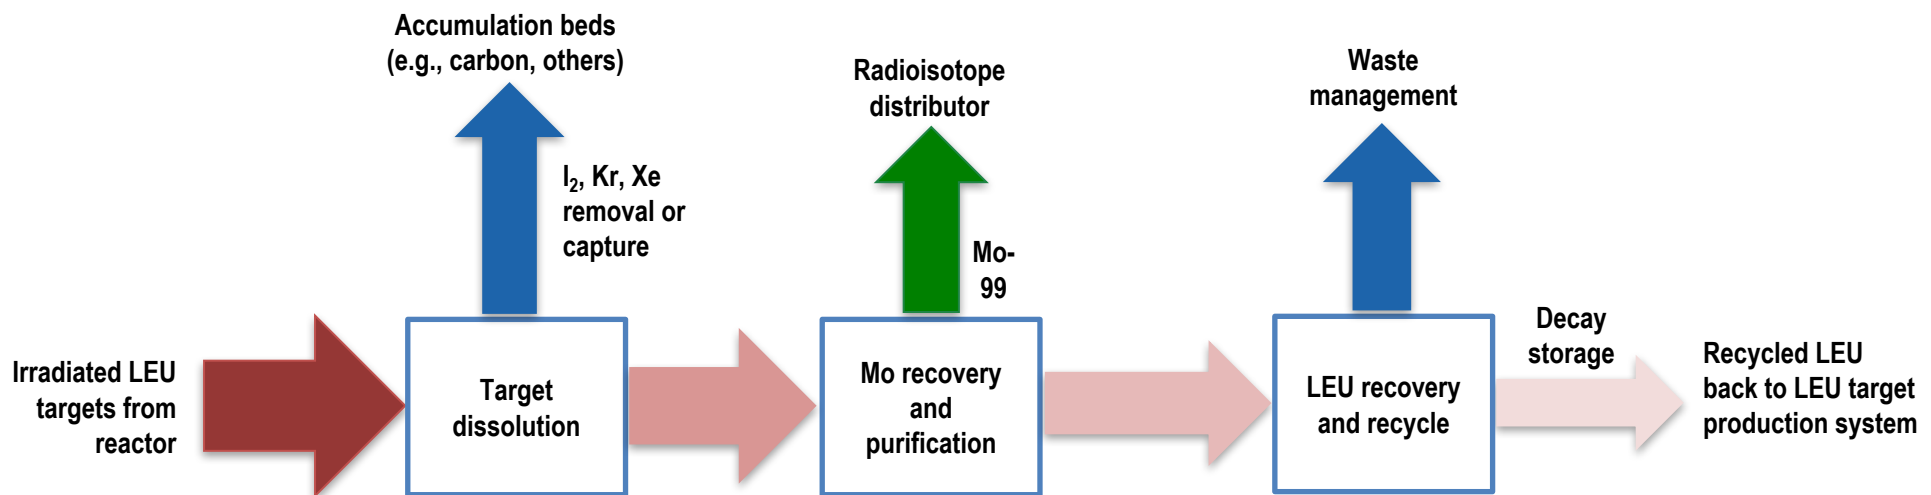 Accumulation beds
(e.g., carbon, others)
I₂, Kr, Xe
removal or
capture
Radioisotope
distributor
Mo-
99
Waste
management
Irradiated LEU
targets from
reactor
Target
dissolution
Mo recovery
and
purification
LEU recovery
and recycle
Decay
storage
Recycled LEU
back to LEU target
production system